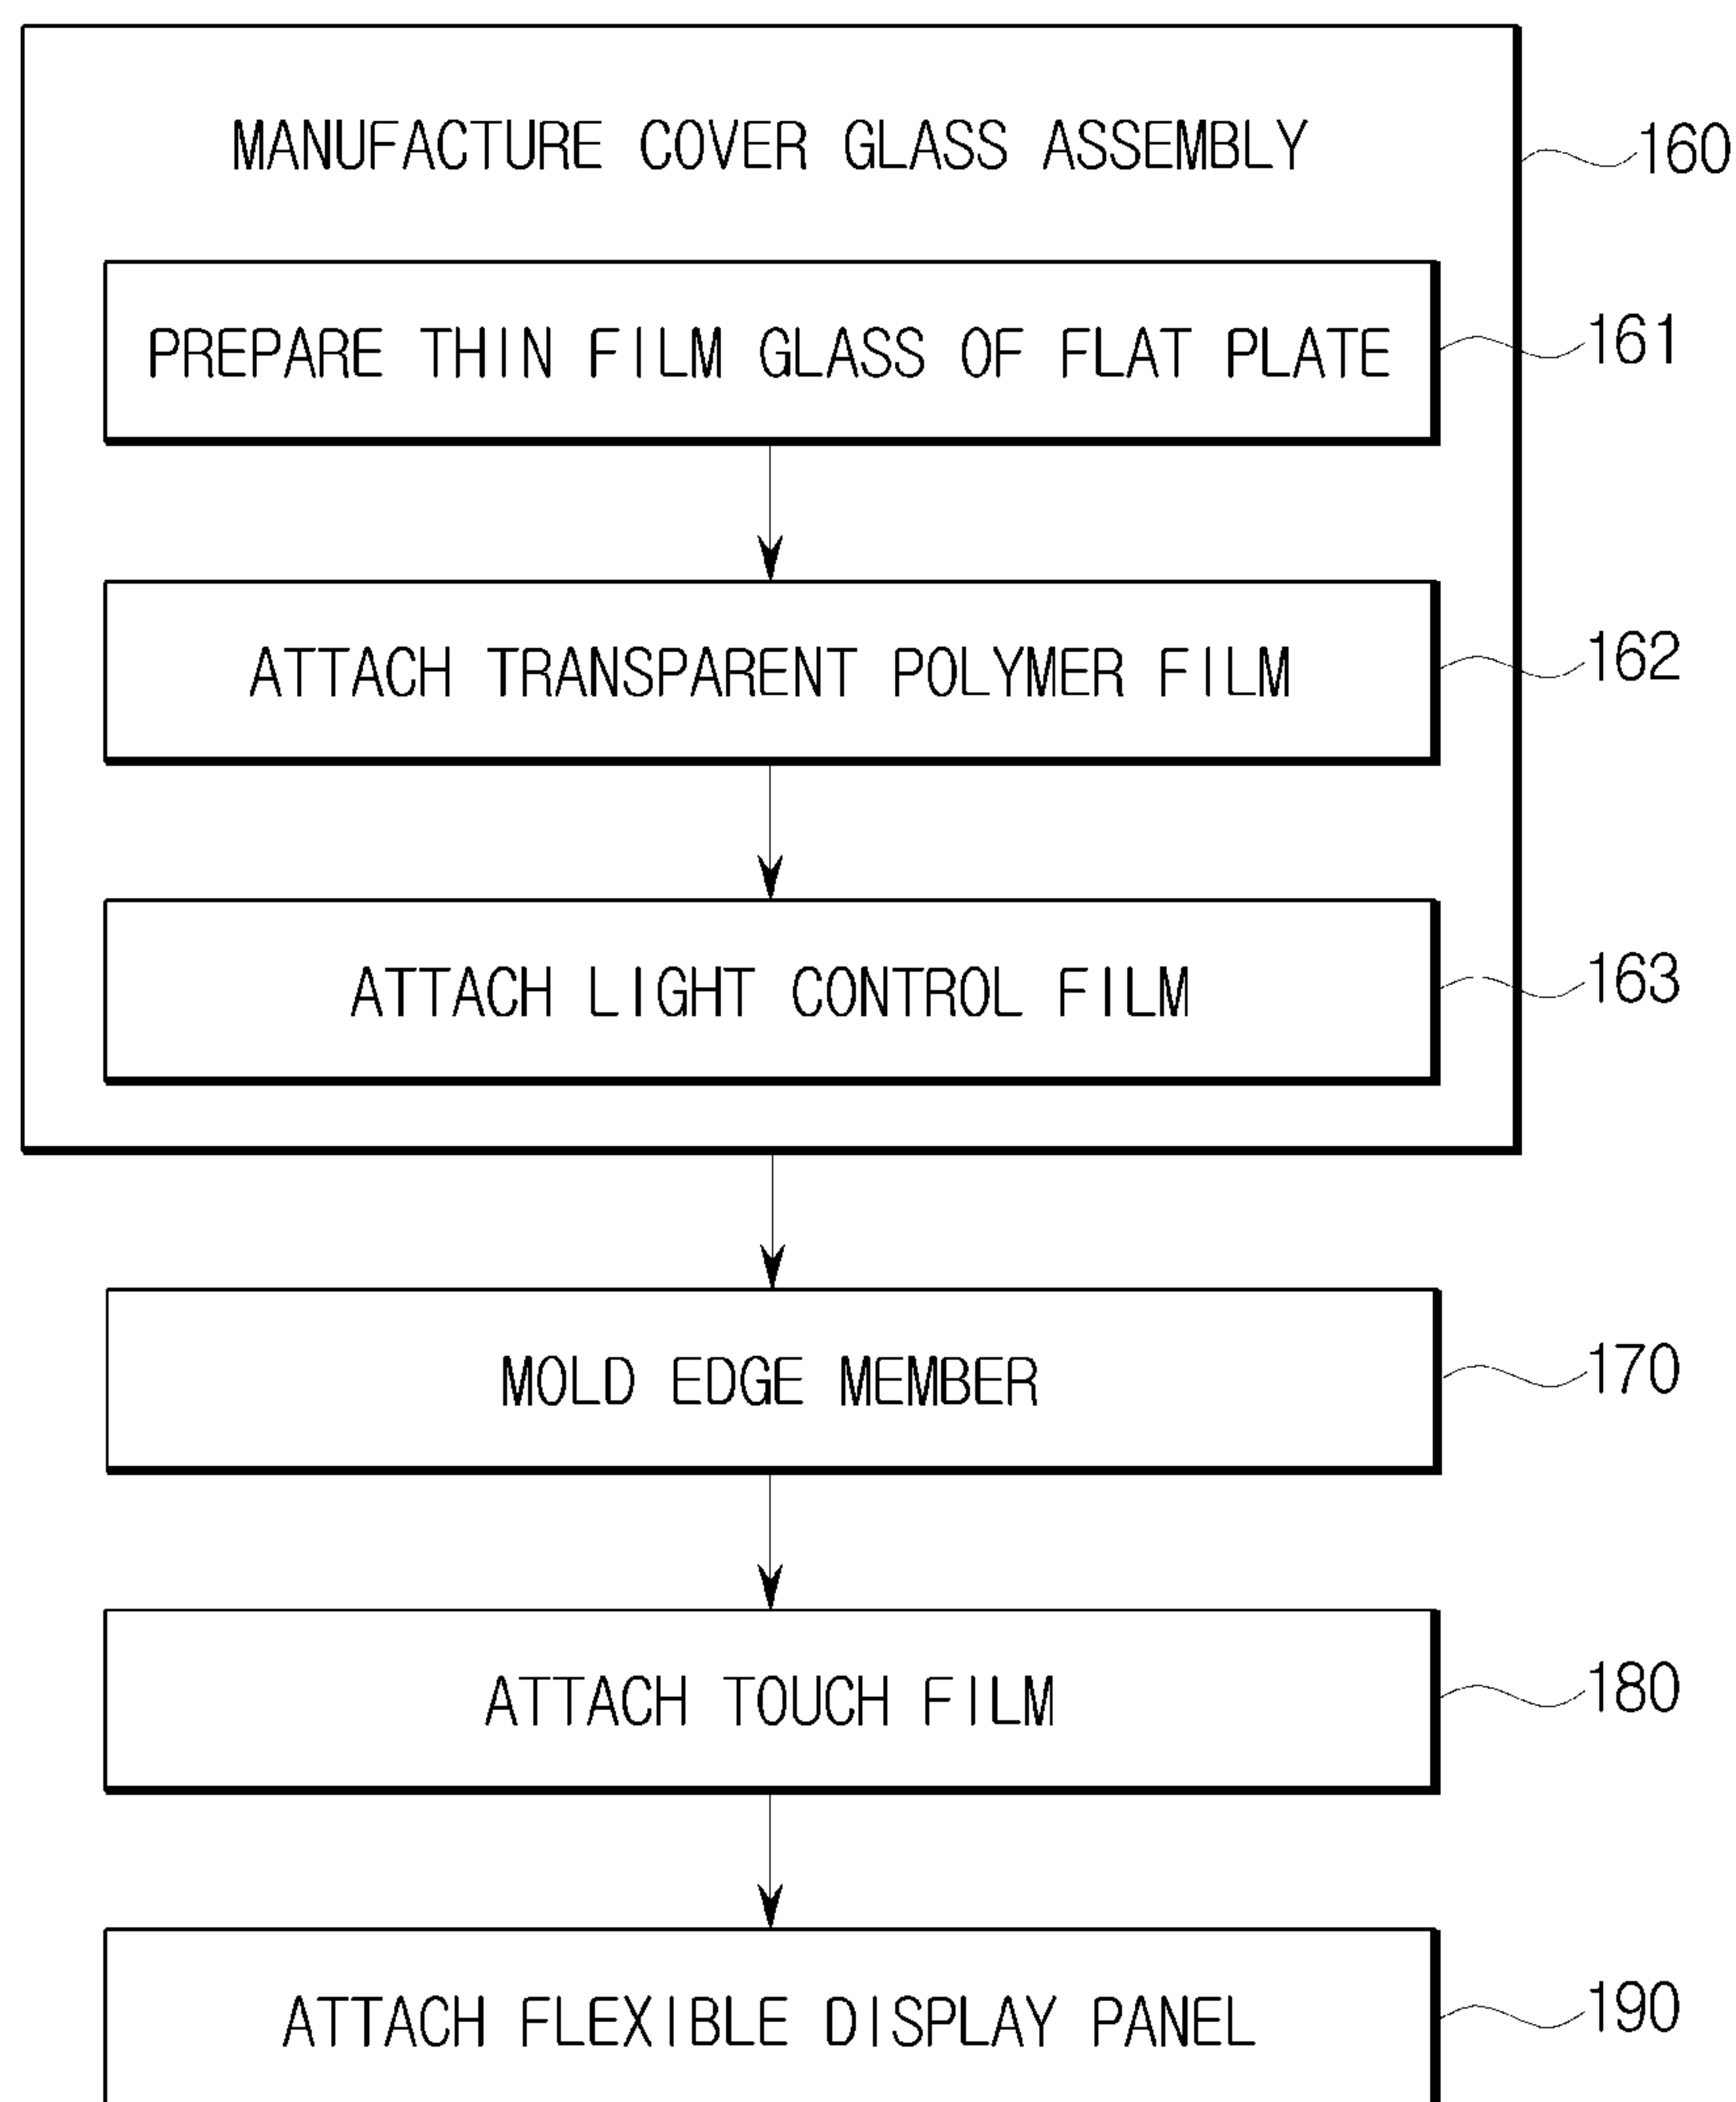 MANUFACTURE COVER GLASS ASSEMBLY 160
PREPARE THIN FILM GLASS OF FLAT PLATE 161
ATTACH TRANSPARENT POLYMER FILM 162
ATTACH LIGHT CONTROL FILM 163
MOLD EDGE MEMBER 170
ATTACH TOUCH FILM 180
ATTACH FLEXIBLE DISPLAY PANEL 190